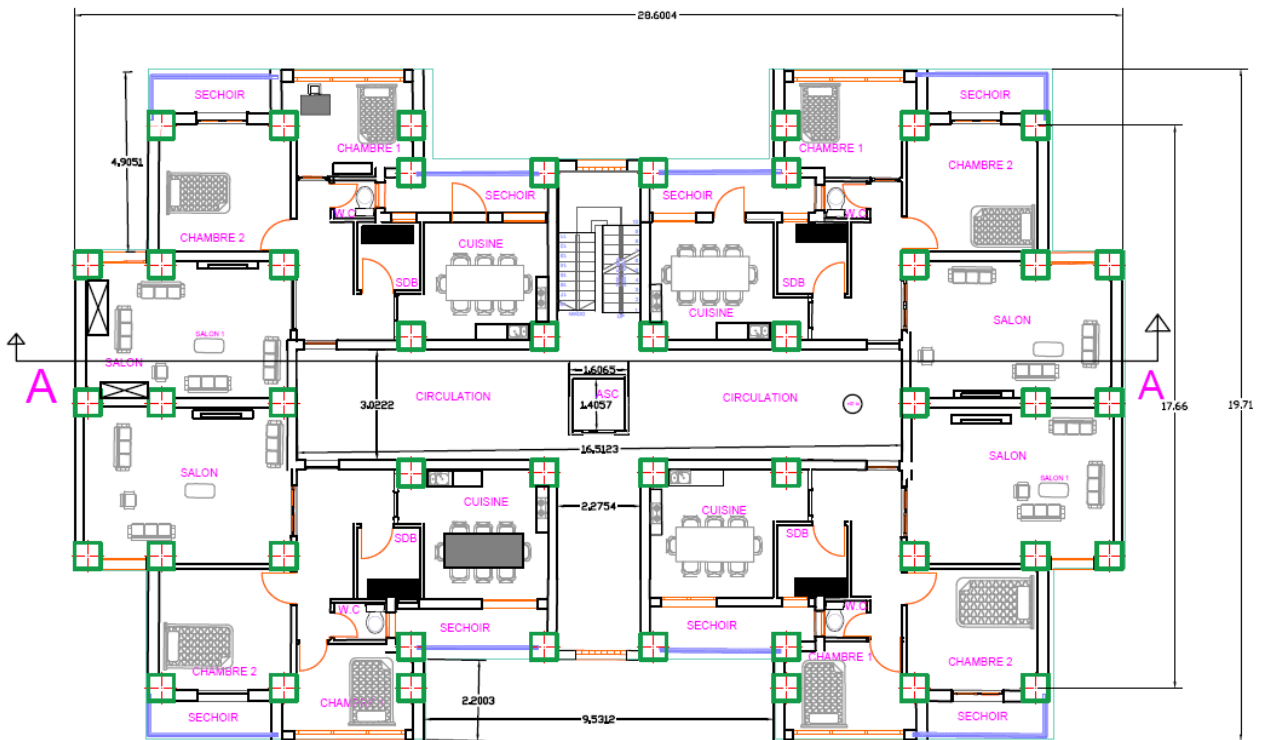 28.6004
SECHOIR
SECHOIR
CHAMBRE 1
CHAMBRE 1
4.9051
CHAMBRE 2
SECHOIR
SECHOIR
W.C
W.C
CHAMBRE 2
CUISINE
SDB
SDB
CUISINE
SALON 1
SALON
SALON
A
A
1.6065
ASC
CIRCULATION
CIRCULATION
3.0222
1.4057
17.66
19.71
16.5123
SALON
SALON
SALON 1
CUISINE
2.2754
CUISINE
SDB
SDB
W.C
W.C
SECHOIR
SECHOIR
CHAMBRE 1
CHAMBRE 2
CHAMBRE 2
2.2003
SECHOIR
9.5312
SECHOIR